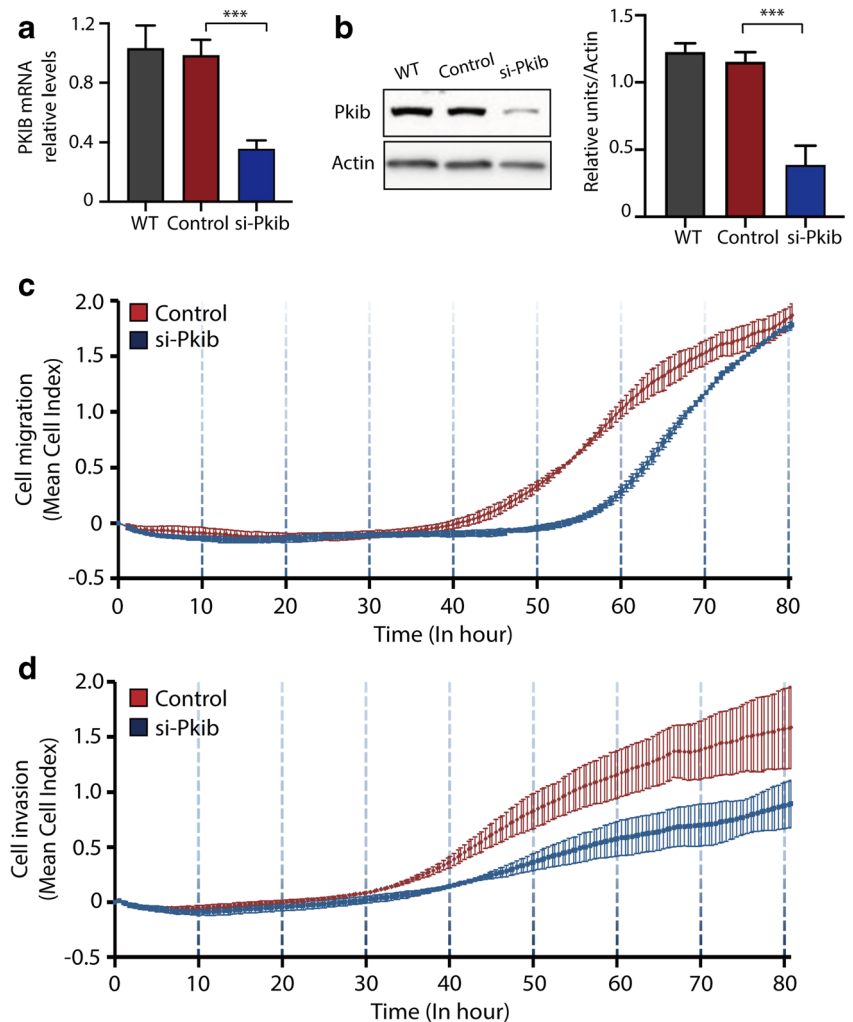 a
PKIB mRNA
relative levels
1.2
0.8
0.4
0
***
WT Control si-Pkib
b
WT Control si-Pkib
Pkib
Actin
Relative units/Actin
1.5
1.0
0.5
0
***
WT Control si-Pkib
c
Cell migration
(Mean Cell Index)
2.0
1.5
1.0
0.5
0
-0.5
Control
si-Pkib
0 10 20 30 40 50 60 70 80
Time (In hour)
d
Cell invasion
(Mean Cell Index)
2.0
1.5
1.0
0.5
0
-0.5
Control
si-Pkib
0 10 20 30 40 50 60 70 80
Time (In hour)